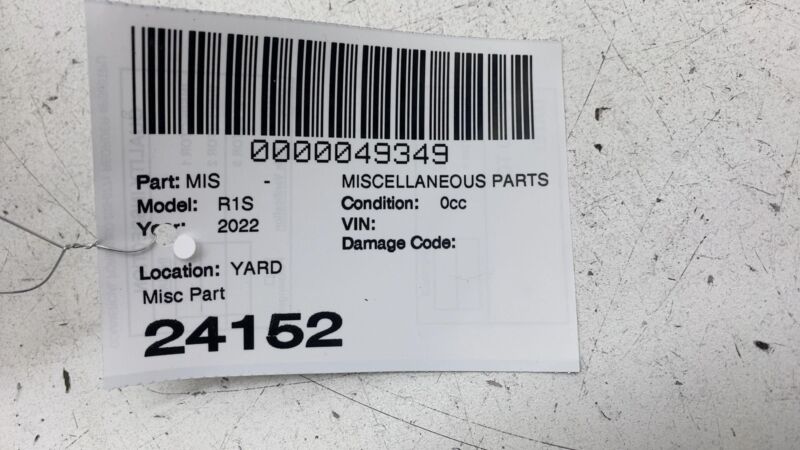 0000049349
Part: MIS - MISCELLANEOUS PARTS
Model: R1S Condition: 0cc
Year: 2022 VIN:
Damage Code:
Location: YARD
Misc Part
24152